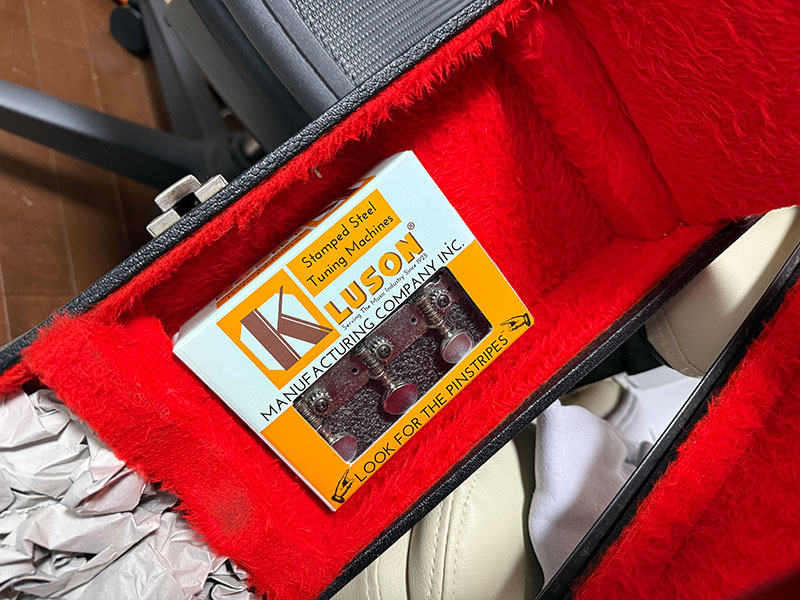 Stamped Steel
Tuning Machines
KLUSON®
Serving The Music Industry Since 1925
MANUFACTURING COMPANY INC.
LOOK FOR THE PINSTRIPES